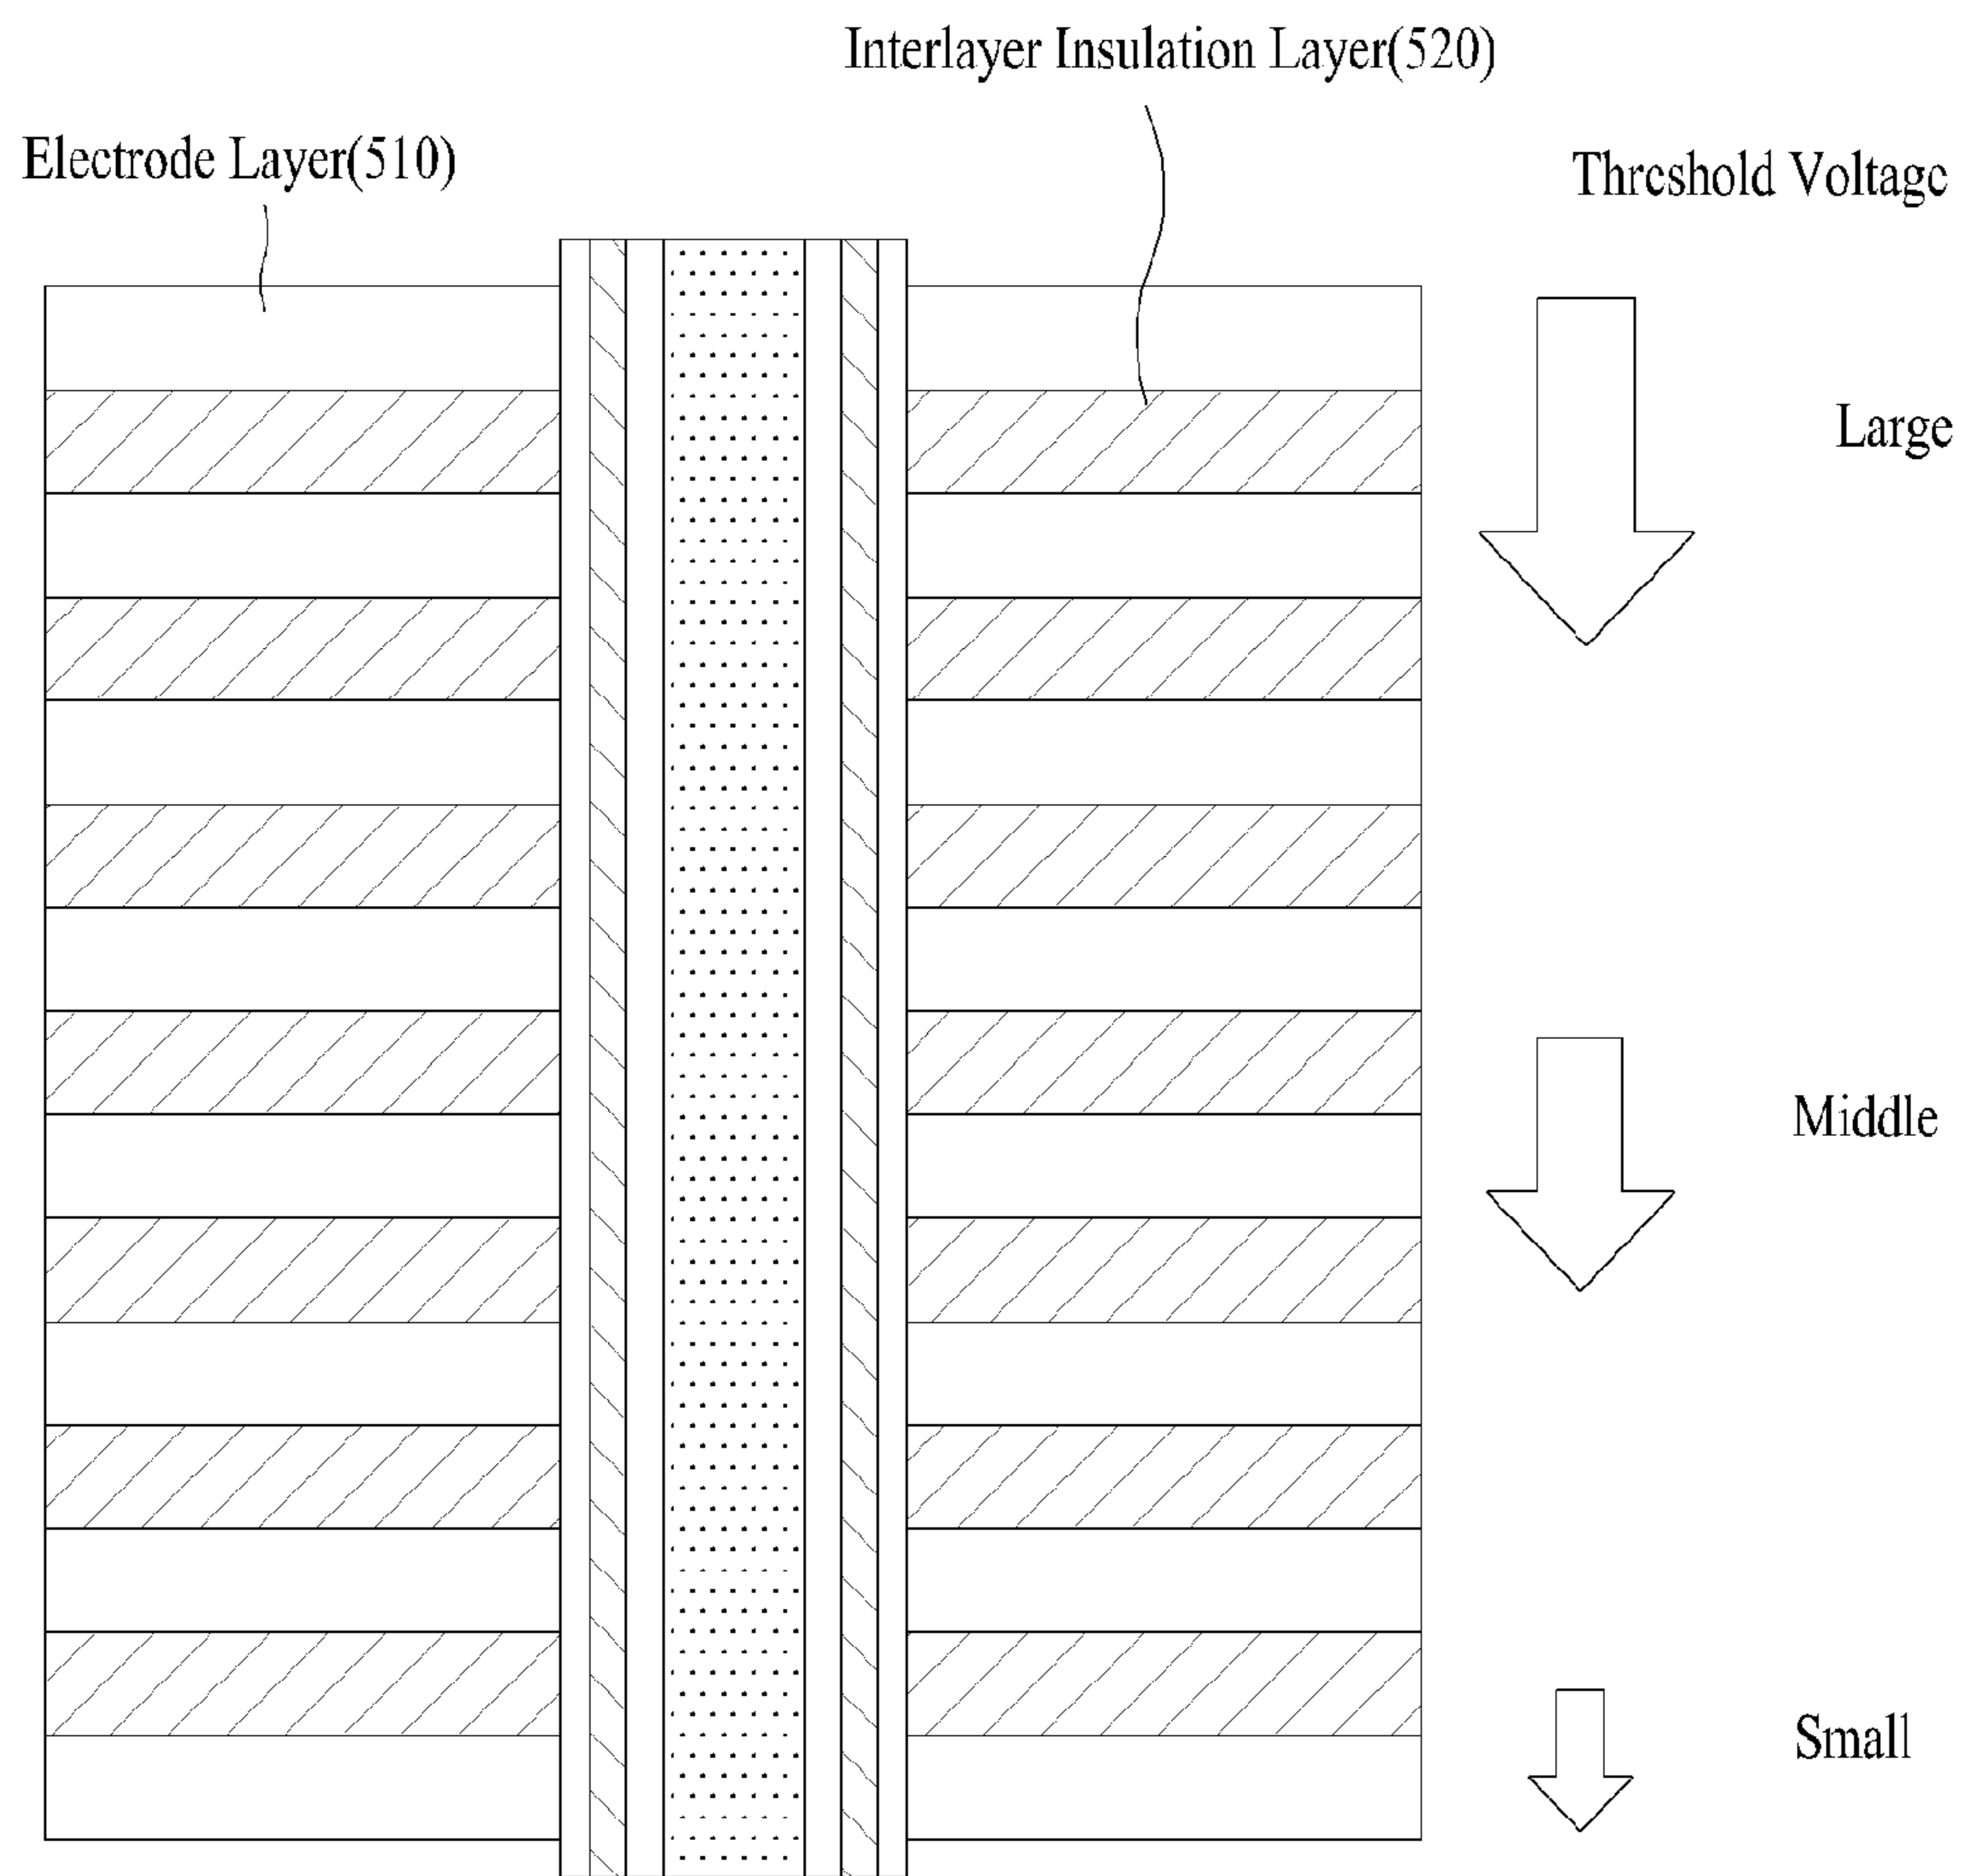 Interlayer Insulation Layer(520)
Electrode Layer(510)
Threshold Voltage
Large
Middle
Small